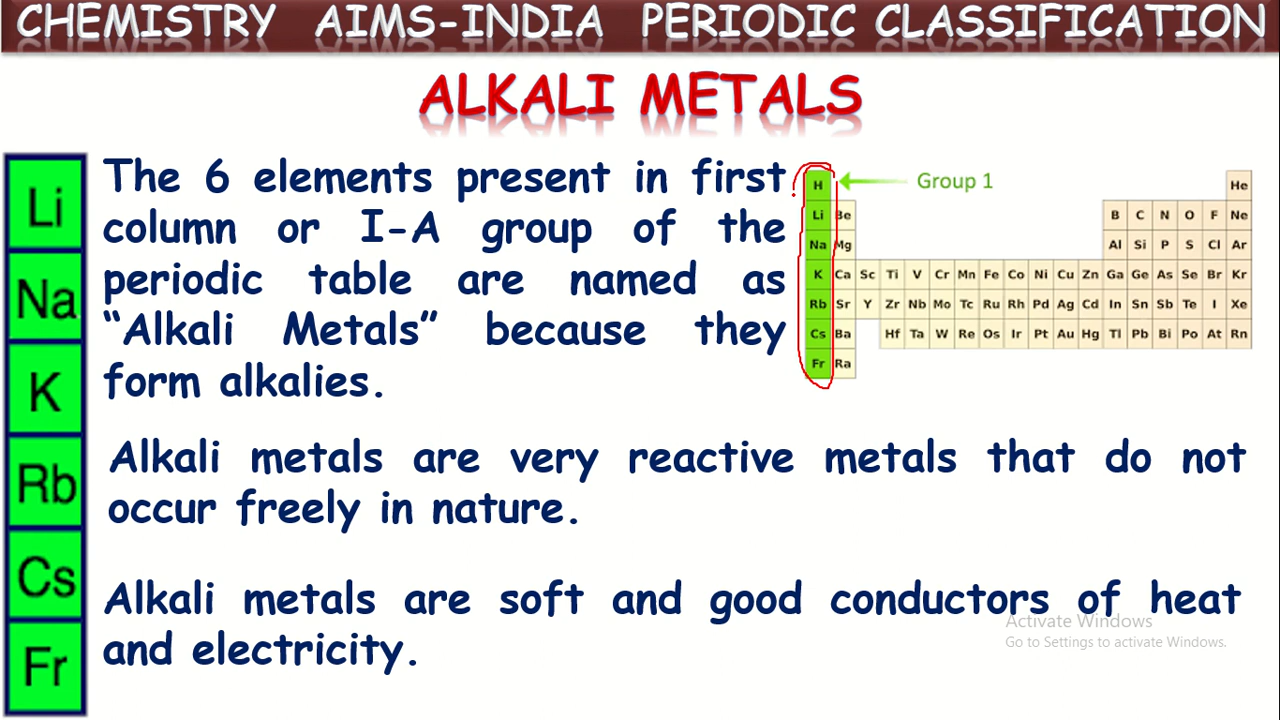 CHEMISTRY AIMS-INDIA PERIODIC CLASSIFICATION
ALKALI METALS
Li
Na
K
Rb
Cs
Fr
The 6 elements present in first
column or I-A group of the
periodic table are named as
“Alkali Metals” because they
form alkalies.
H Group 1 He
Li Be B C N O F Ne
Na Mg Al Si P S Cl Ar
K Ca Sc Ti V Cr Mn Fe Co Ni Cu Zn Ga Ge As Se Br Kr
Rb Sr Y Zr Nb Mo Tc Ru Rh Pd Ag Cd In Sn Sb Te I Xe
Cs Ba Hf Ta W Re Os Ir Pt Au Hg Tl Pb Bi Po At Rn
Fr Ra
Alkali metals are very reactive metals that do not
occur freely in nature.
Alkali metals are soft and good conductors of heat
and electricity.
Activate Windows
Go to Settings to activate Windows.